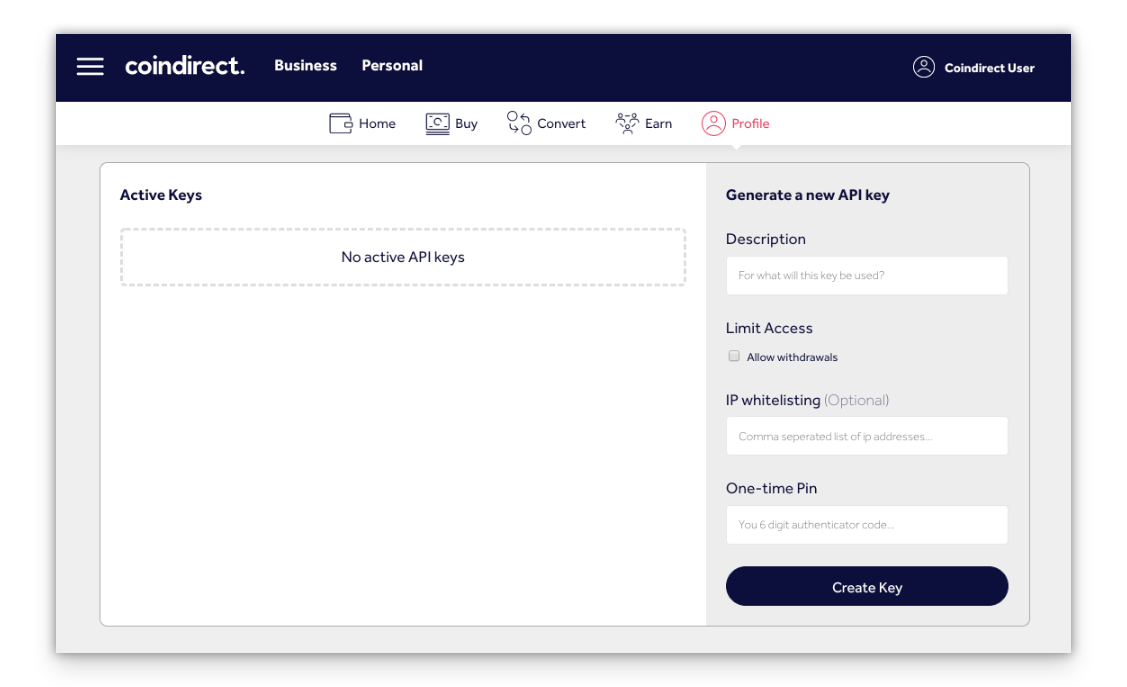 coindirect. Business Personal Coindirect User
Home Buy Convert Earn Profile
Active Keys
No active API keys
Generate a new API key
Description
For what will this key be used?
Limit Access
Allow withdrawals
IP whitelisting (Optional)
Comma seperated list of ip addresses...
One-time Pin
You 6 digit authenticator code...
Create Key